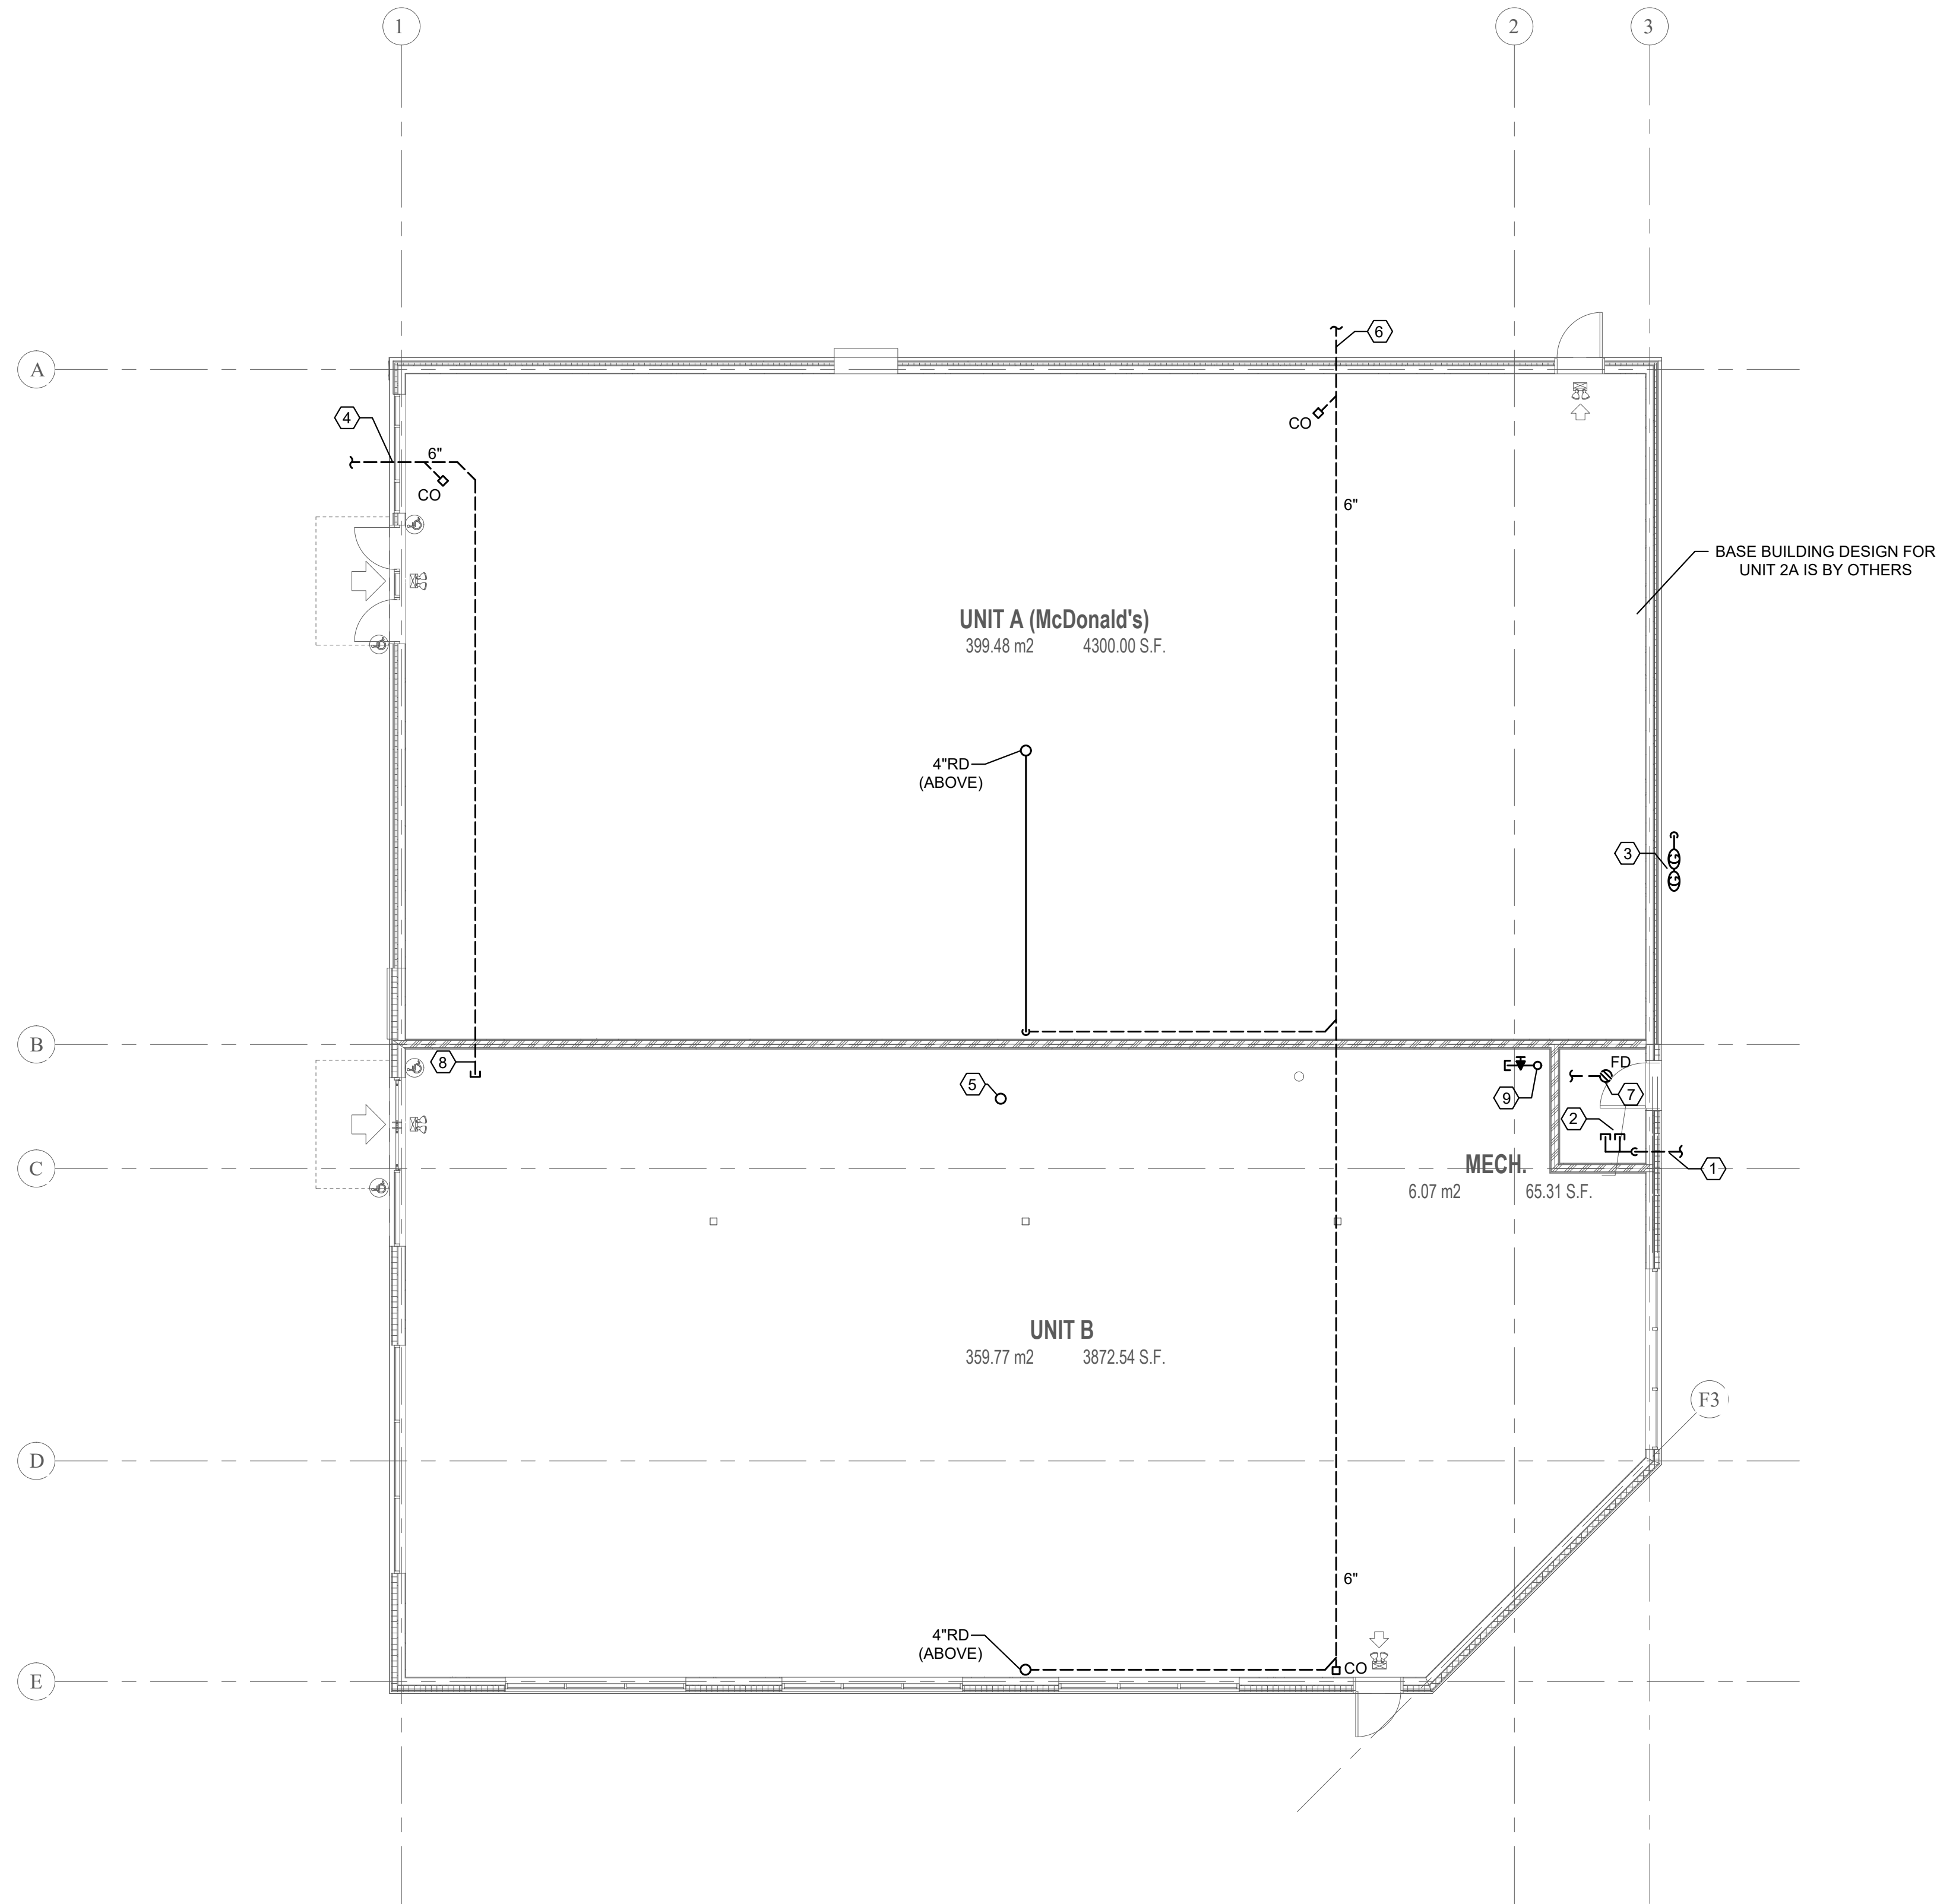 1
2
3
A
6
4
6"
CO
CO
6"
BASE BUILDING DESIGN FOR
UNIT 2A IS BY OTHERS
UNIT A (McDonald's)
399.48 m2 4300.00 S.F.
4"RD
(ABOVE)
3
G
G
B
8
FD
5
9
7
2
C
MECH.
1
6.07 m2 65.31 S.F.
UNIT B
359.77 m2 3872.54 S.F.
F3
D
6"
4"RD
(ABOVE)
CO
E